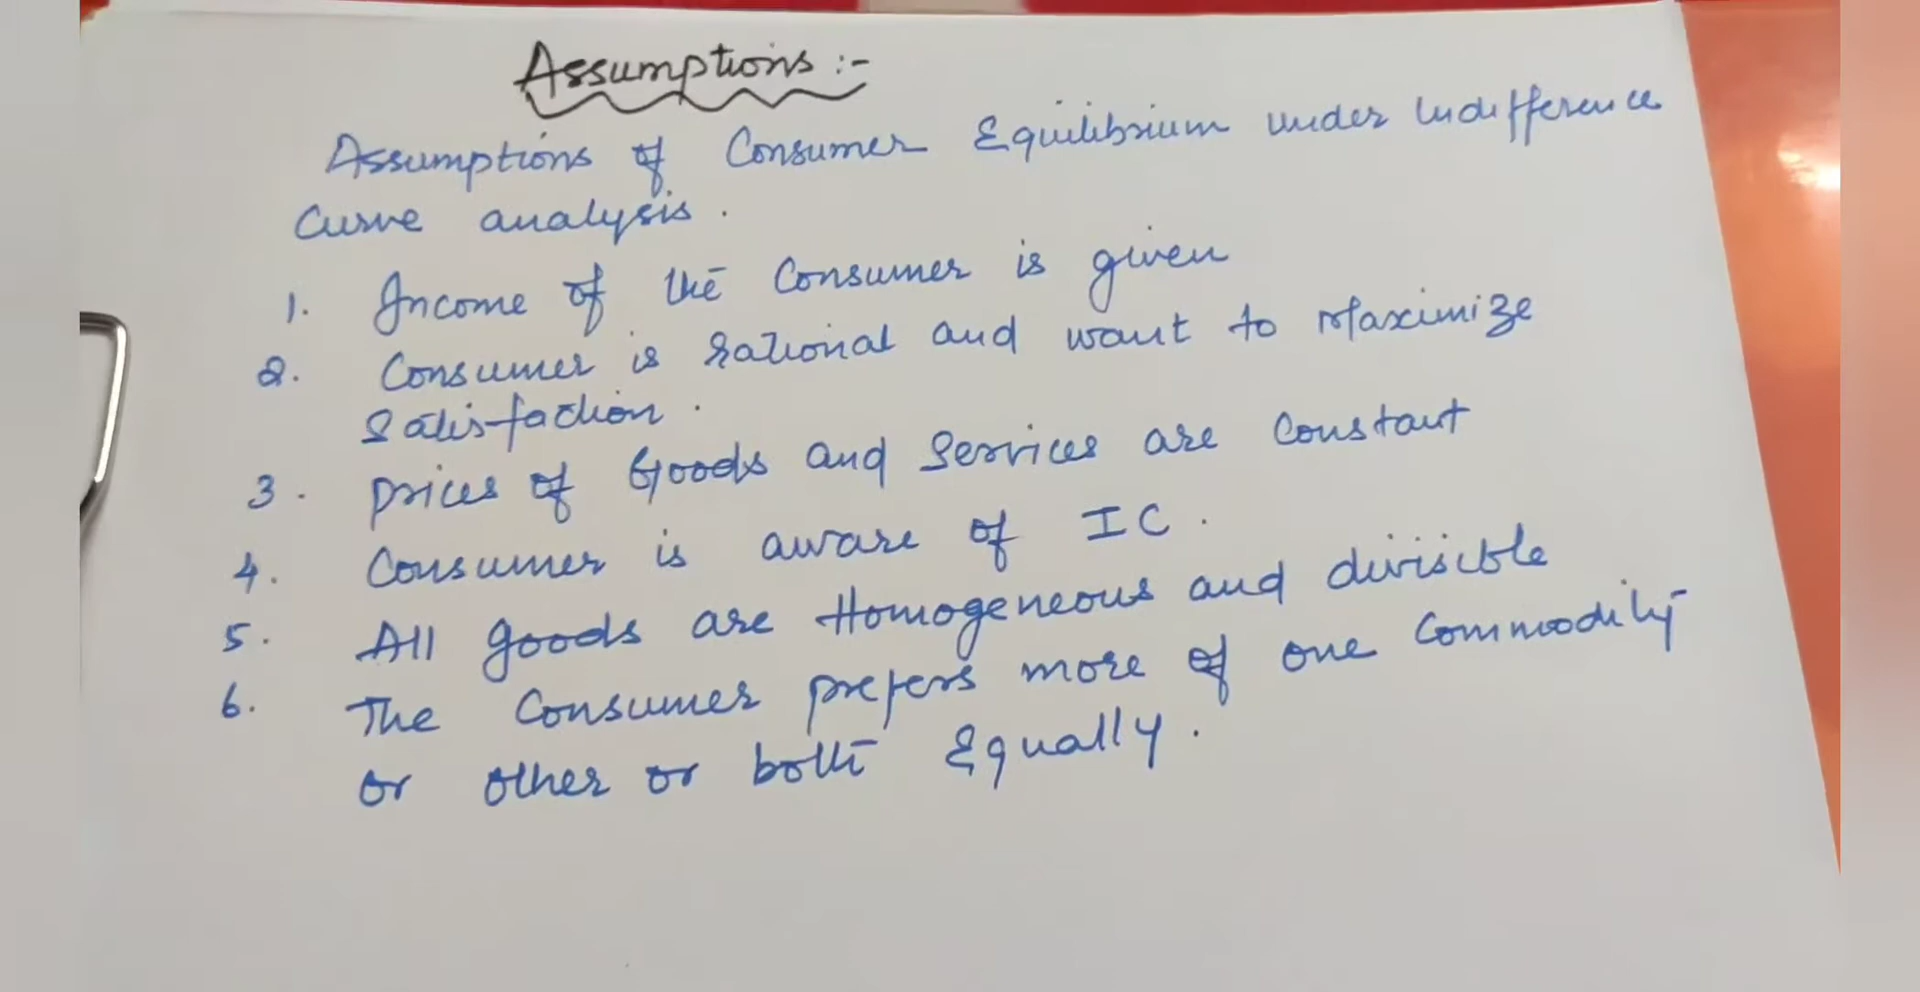 Assumptions :-
Assumptions of Consumer Equilibrium under Indifference
Curve analysis.
1. Income of the Consumer is given
2. Consumer is rational and want to Maximize
Satisfaction.
3. prices of Goods and Services are Constant
4. Consumer is aware of IC.
5. All goods are Homogeneous and divisible
6. The Consumer prefers more of one Commodity
or other or both Equally.